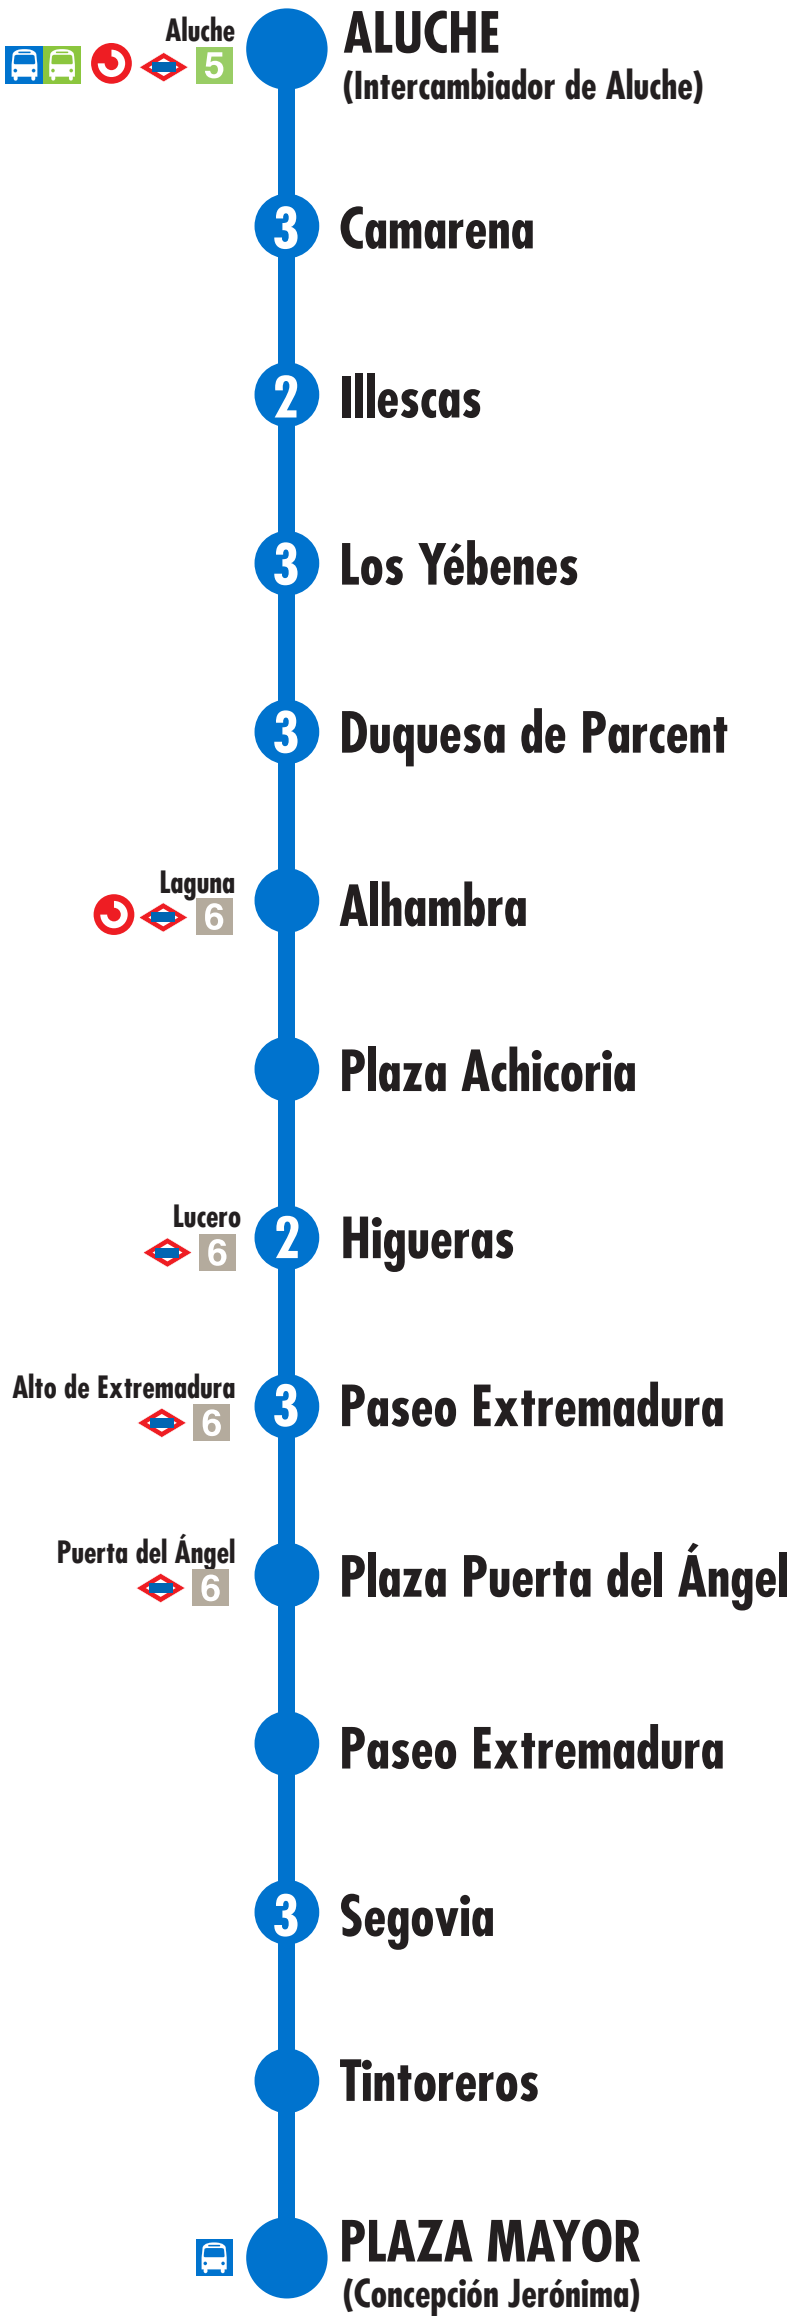 Aluche
5
ALUCHE
(Intercambiador de Aluche)
3 Camarena
2 Illescas
3 Los Yébenes
3 Duquesa de Parcent
Laguna
6
Alhambra
Plaza Achicoria
Lucero
6
2 Higueras
Alto de Extremadura
6
3 Paseo Extremadura
Puerta del Ángel
6
Plaza Puerta del Ángel
Paseo Extremadura
3 Segovia
Tintoreros
PLAZA MAYOR
(Concepción Jerónima)